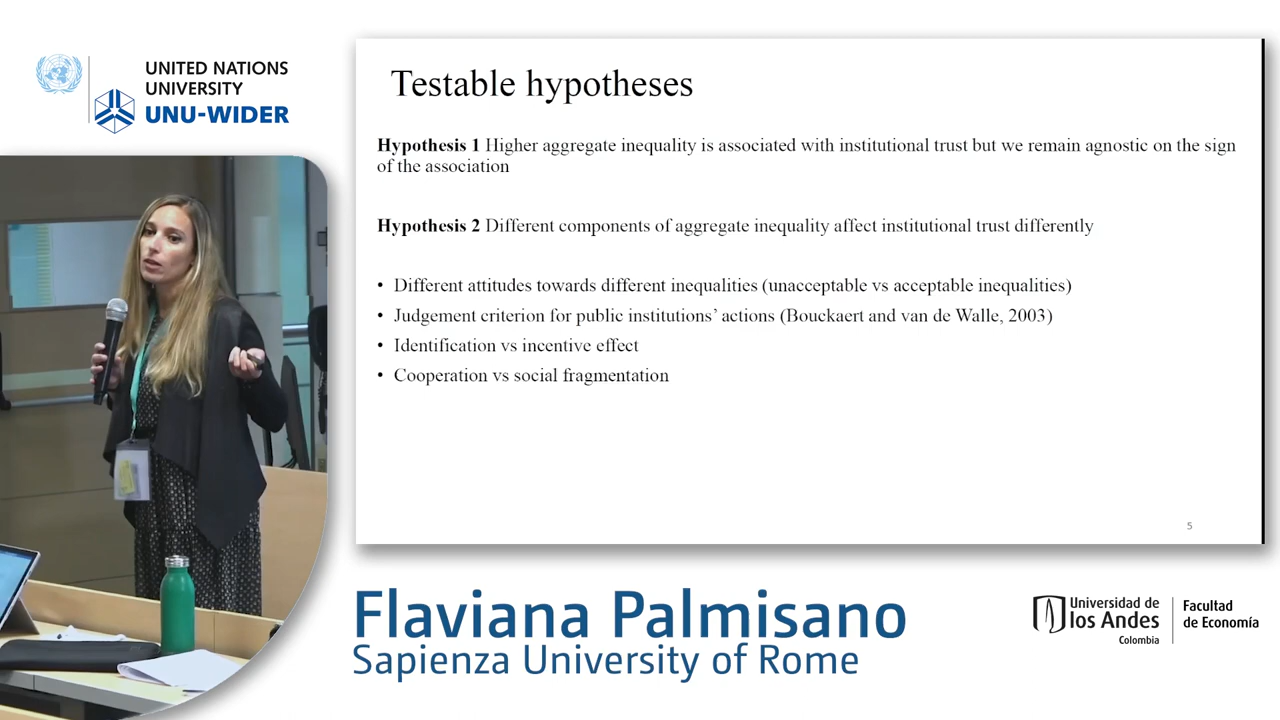 UNITED NATIONS
UNIVERSITY
UNU-WIDER
Testable hypotheses
Hypothesis 1 Higher aggregate inequality is associated with institutional trust but we remain agnostic on the sign
of the association
Hypothesis 2 Different components of aggregate inequality affect institutional trust differently
• Different attitudes towards different inequalities (unacceptable vs acceptable inequalities)
• Judgement criterion for public institutions’ actions (Bouckaert and van de Walle, 2003)
• Identification vs incentive effect
• Cooperation vs social fragmentation
5
Flaviana Palmisano
Sapienza University of Rome
Universidad de
los Andes
Colombia
Facultad
de Economía